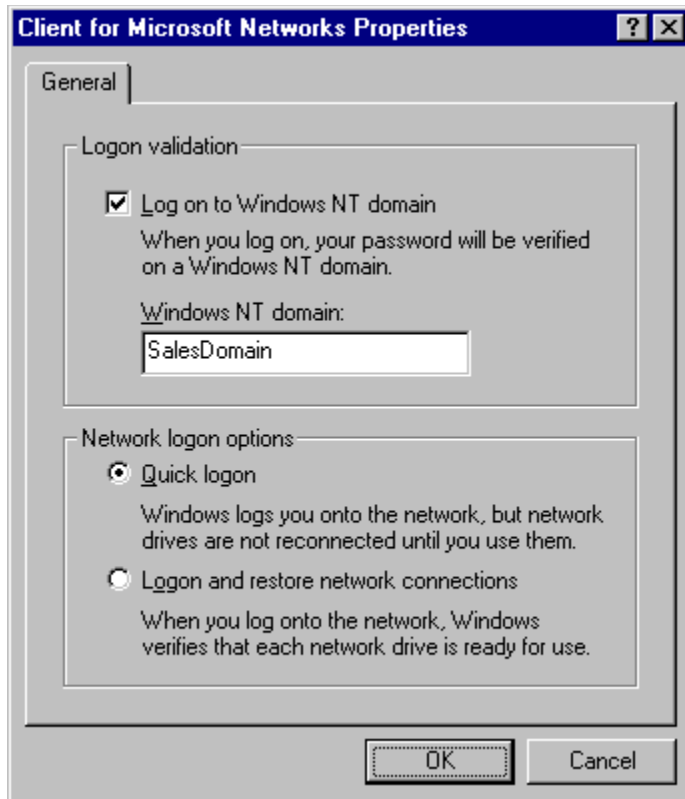 Client for Microsoft Networks Properties
General
Logon validation
Log on to Windows NT domain
When you log on, your password will be verified
on a Windows NT domain.
Windows NT domain:
SalesDomain
Network logon options
Quick logon
Windows logs you onto the network, but network
drives are not reconnected until you use them.
Logon and restore network connections
When you log onto the network, Windows
verifies that each network drive is ready for use.
OK Cancel